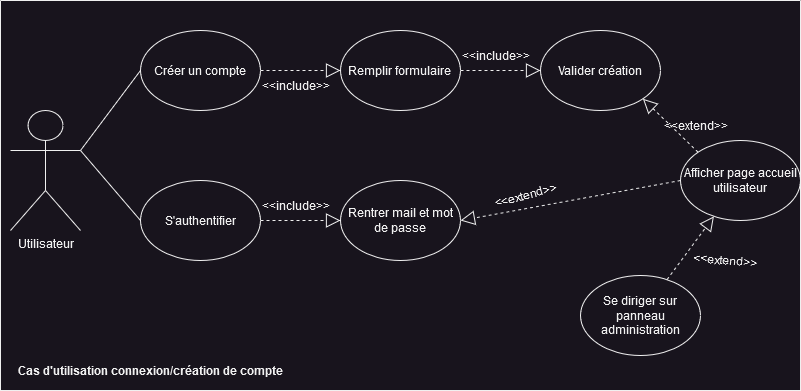 Créer un compte
<<include>>
Remplir formulaire
<<include>>
Valider création
<<extend>>
Afficher page accueil
utilisateur
Utilisateur
S'authentifier
<<include>>
Rentrer mail et mot
de passe
<<extend>>
<<extend>>
Se diriger sur
panneau
administration
Cas d'utilisation connexion/création de compte